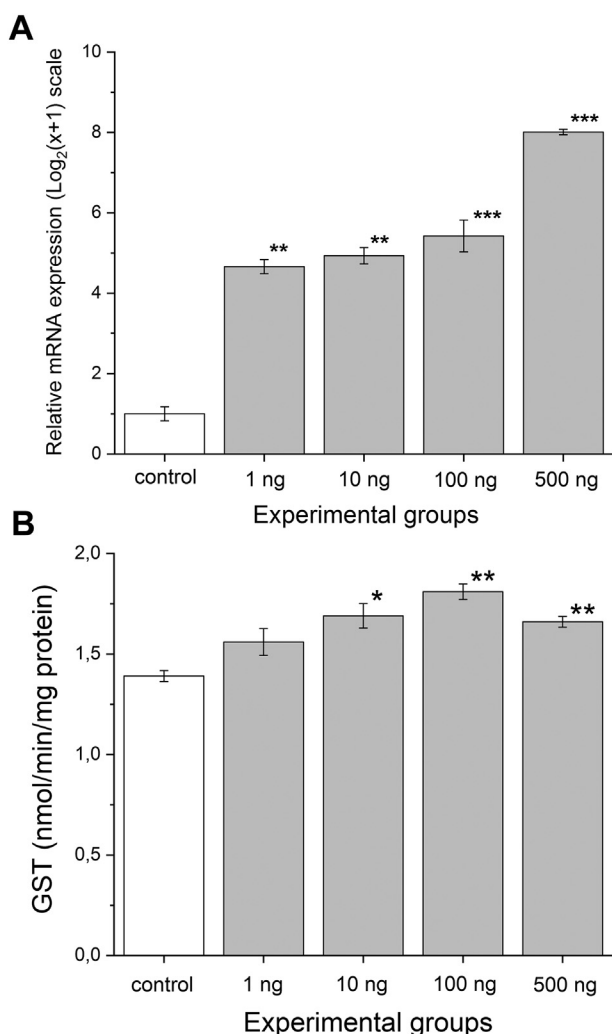 A
Relative mRNA expression (Log₂(x+1) scale
10
8
6
4
2
0
**
**
***
***
control 1 ng 10 ng 100 ng 500 ng
Experimental groups
B
GST (nmol/min/mg protein)
2,0
1,5
1,0
0,5
0,0
*
**
**
control 1 ng 10 ng 100 ng 500 ng
Experimental groups